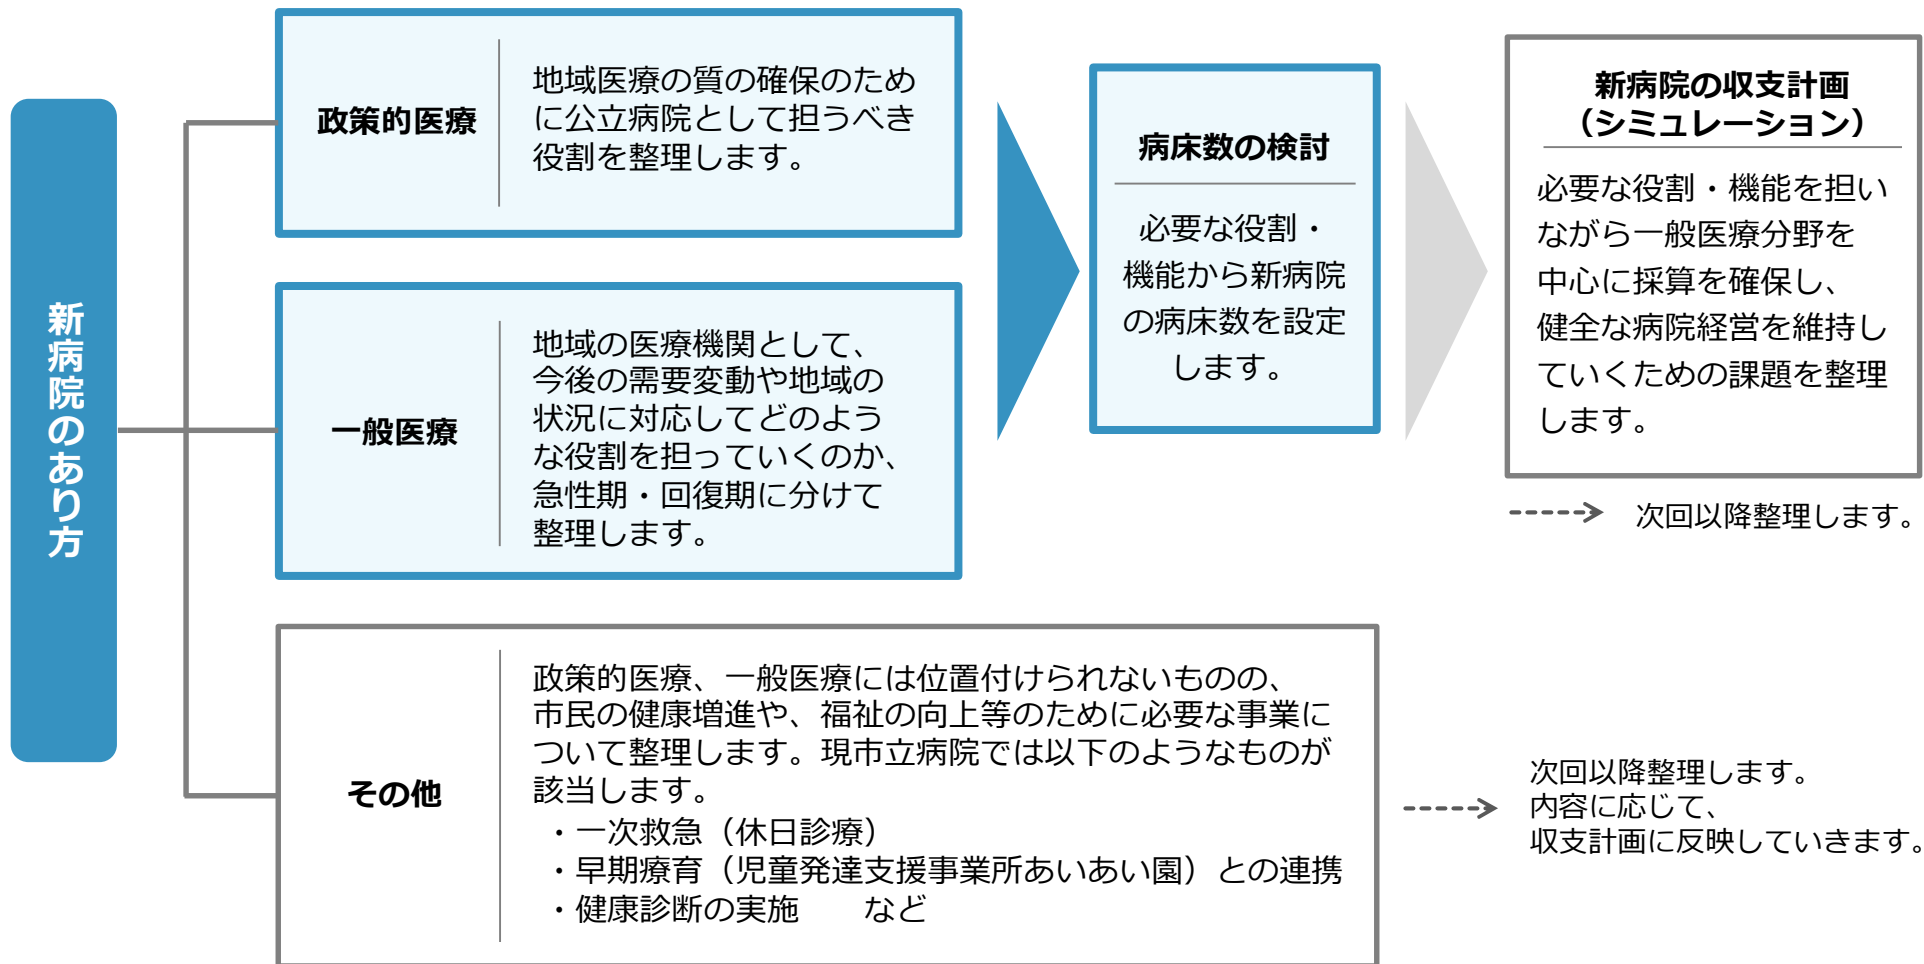 新病院のあり方
政策的医療
地域医療の質の確保のため
に公立病院として担うべき
役割を整理します。
一般医療
地域の医療機関として、
今後の需要変動や地域の
状況に対応してどのよう
な役割を担っていくのか、
急性期・回復期に分けて
整理します。
その他
政策的医療、一般医療には位置付けられないものの、
市民の健康増進や、福祉の向上等のために必要な事業に
ついて整理します。現市立病院では以下のようなものが
該当します。
・一次救急（休日診療）
・早期療育（児童発達支援事業所あいあい園）との連携
・健康診断の実施　　など
病床数の検討
必要な役割・
機能から新病院
の病床数を設定
します。
新病院の収支計画
（シミュレーション）
必要な役割・機能を担い
ながら一般医療分野を
中心に採算を確保し、
健全な病院経営を維持し
ていくための課題を整理
します。
次回以降整理します。
次回以降整理します。
内容に応じて、
収支計画に反映していきます。